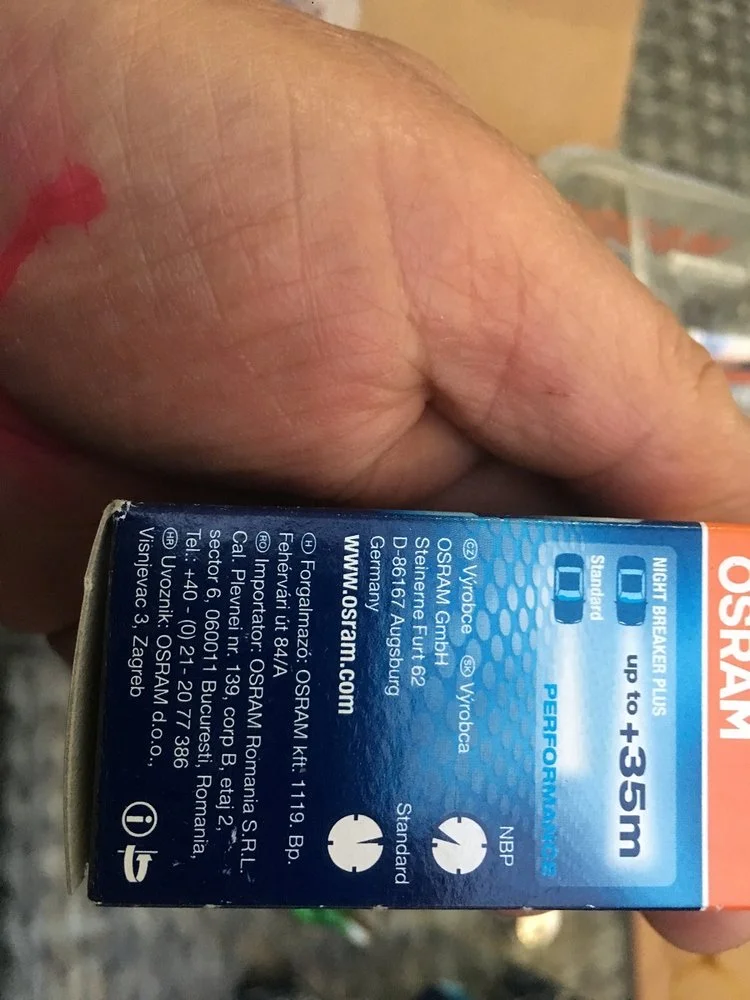 OSRAM
NIGHT BREAKER PLUS
up to +35m
Standard
PERFORMANCE
NBP
Standard
CZ Výrobce SK Výrobca
OSRAM GmbH
Steinerne Furt 62
D-86167 Augsburg
Germany
www.osram.com
H Forgalmazó: OSRAM kft. 1119. Bp.
Fehérvári út 84/A
RO Importator: OSRAM Romania S.R.L.
Cal. Plevnei nr. 139, corp B, etaj 2,
sector 6, 060011 Bucuresti, Romania,
Tel.: +40 - (0) 21- 20 77 386
HR Uvoznik: OSRAM d.o.o.,
Visnjevac 3, Zagreb
i